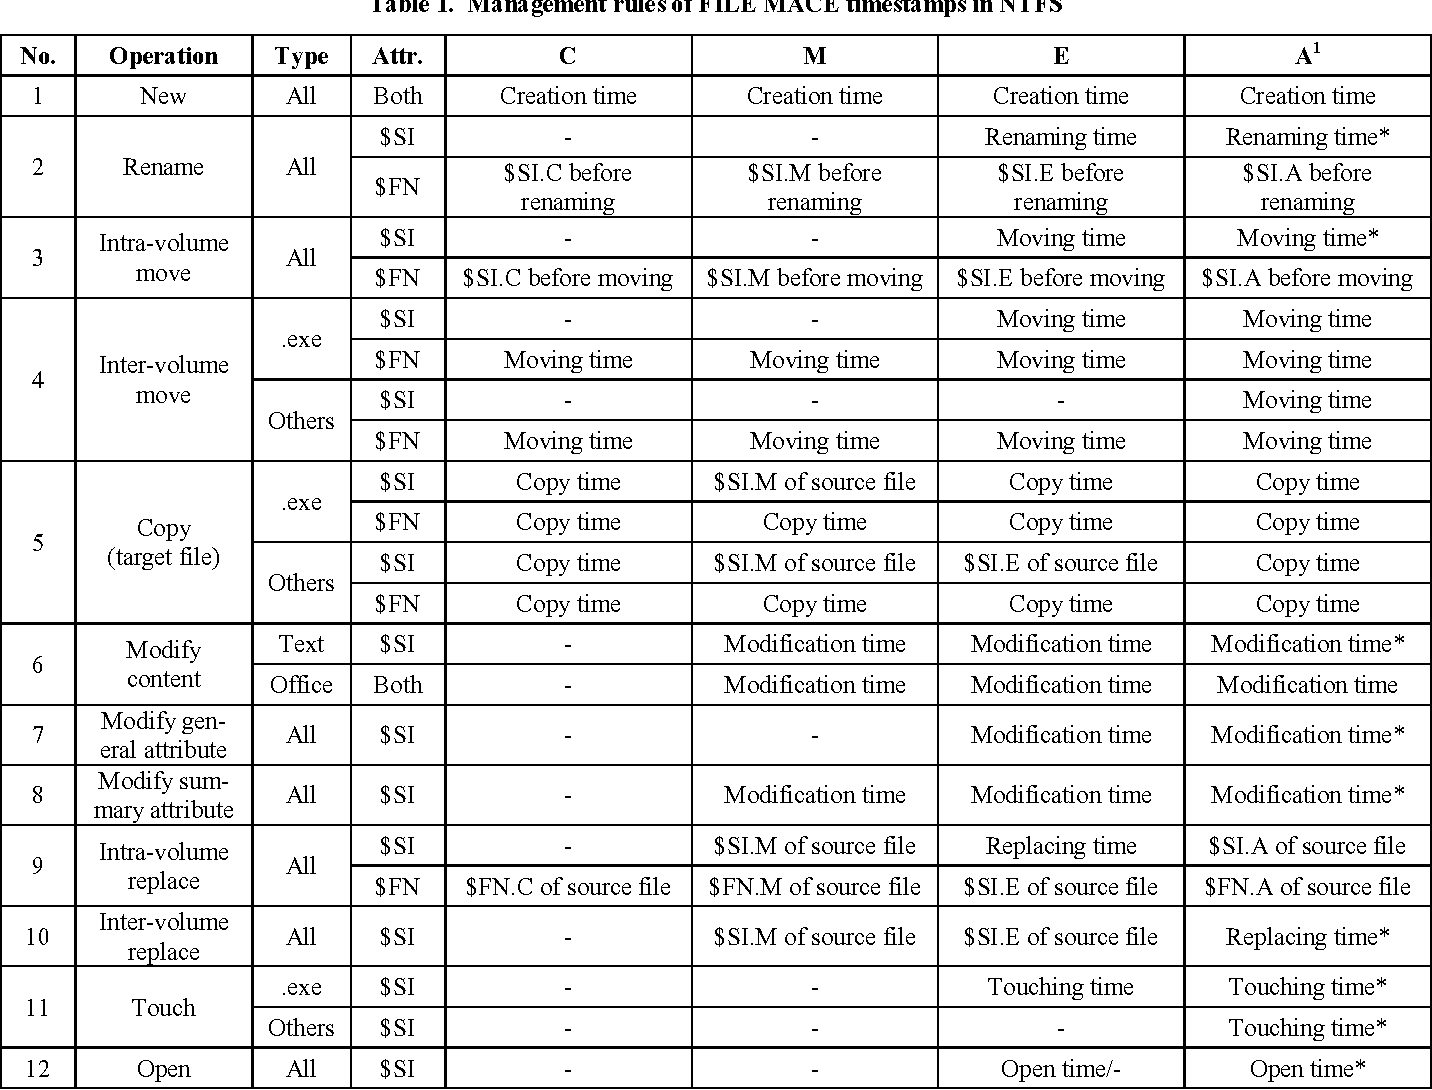 Table 1. Management rules of FILE MACE timestamps in NTFS
No. Operation Type Attr. C M E A1
1 New All Both Creation time Creation time Creation time Creation time
2 Rename All $SI - - Renaming time Renaming time*
$FN $SI.C before renaming $SI.M before renaming $SI.E before renaming $SI.A before renaming
3 Intra-volume move All $SI - - Moving time Moving time*
$FN $SI.C before moving $SI.M before moving $SI.E before moving $SI.A before moving
4 Inter-volume move .exe $SI - - Moving time Moving time
$FN Moving time Moving time Moving time Moving time
Others $SI - - - Moving time
$FN Moving time Moving time Moving time Moving time
5 Copy (target file) .exe $SI Copy time $SI.M of source file Copy time Copy time
$FN Copy time Copy time Copy time Copy time
Others $SI Copy time $SI.M of source file $SI.E of source file Copy time
$FN Copy time Copy time Copy time Copy time
6 Modify content Text $SI - Modification time Modification time Modification time*
Office Both - Modification time Modification time Modification time
7 Modify gen-eral attribute All $SI - - Modification time Modification time*
8 Modify sum-mary attribute All $SI - Modification time Modification time Modification time*
9 Intra-volume replace All $SI - $SI.M of source file Replacing time $SI.A of source file
$FN $FN.C of source file $FN.M of source file $SI.E of source file $FN.A of source file
10 Inter-volume replace All $SI - $SI.M of source file $SI.E of source file Replacing time*
11 Touch .exe $SI - - Touching time Touching time*
Others $SI - - - Touching time*
12 Open All $SI - - Open time/- Open time*